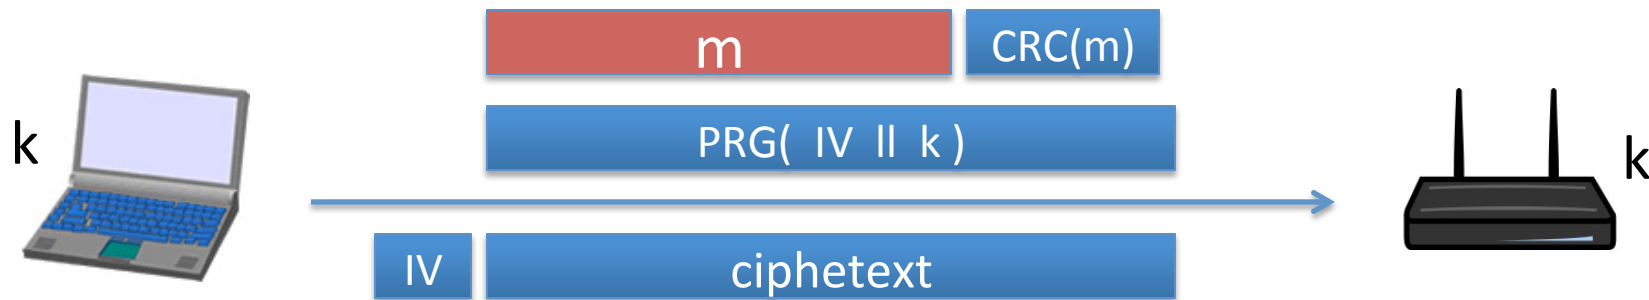 m CRC(m)
k PRG( IV ll k ) k
IV ciphetext